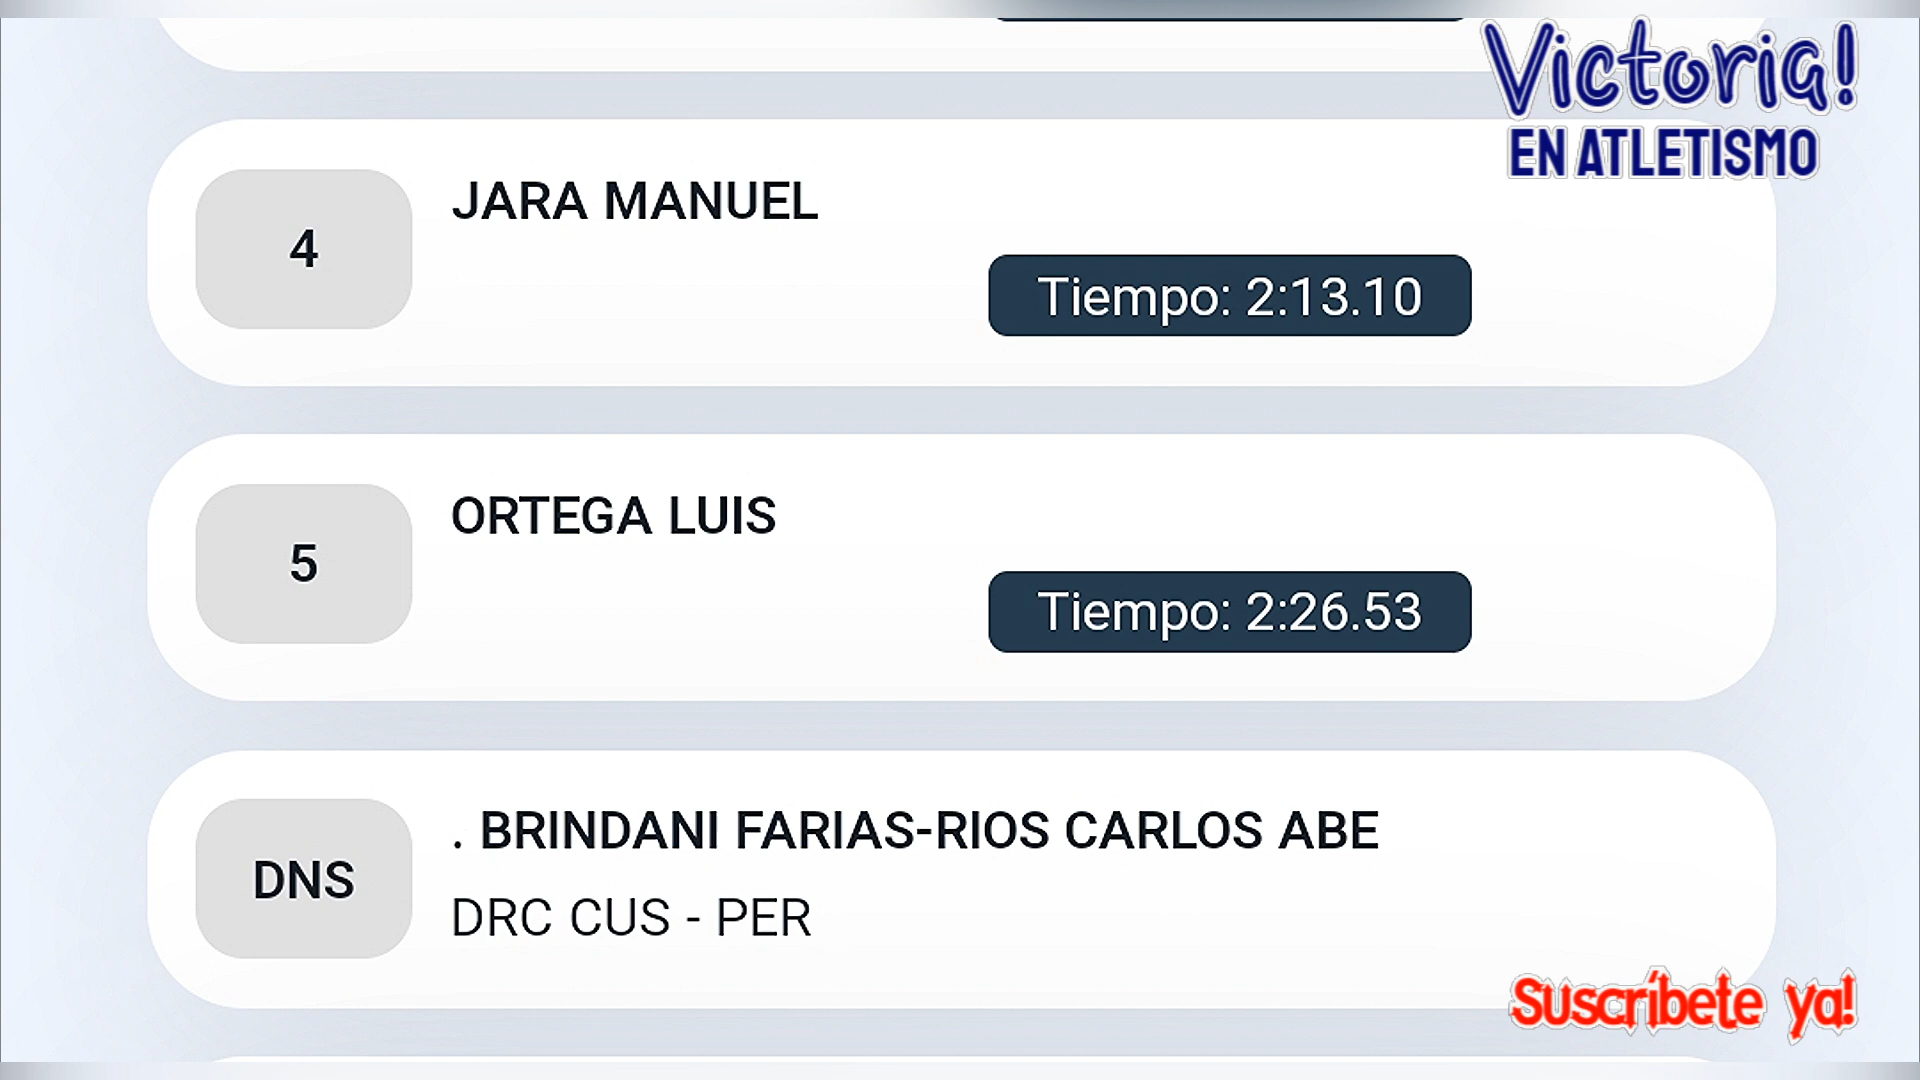 Victoria!
EN ATLETISMO
4
JARA MANUEL
Tiempo: 2:13.10
5
ORTEGA LUIS
Tiempo: 2:26.53
DNS
. BRINDANI FARIAS-RIOS CARLOS ABE
DRC CUS - PER
Suscríbete ya!